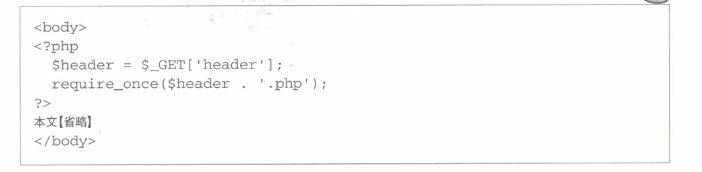 <body>
<?php
  $header = $_GET['header'];
  require_once($header . '.php');
?>
本文【省略】
</body>